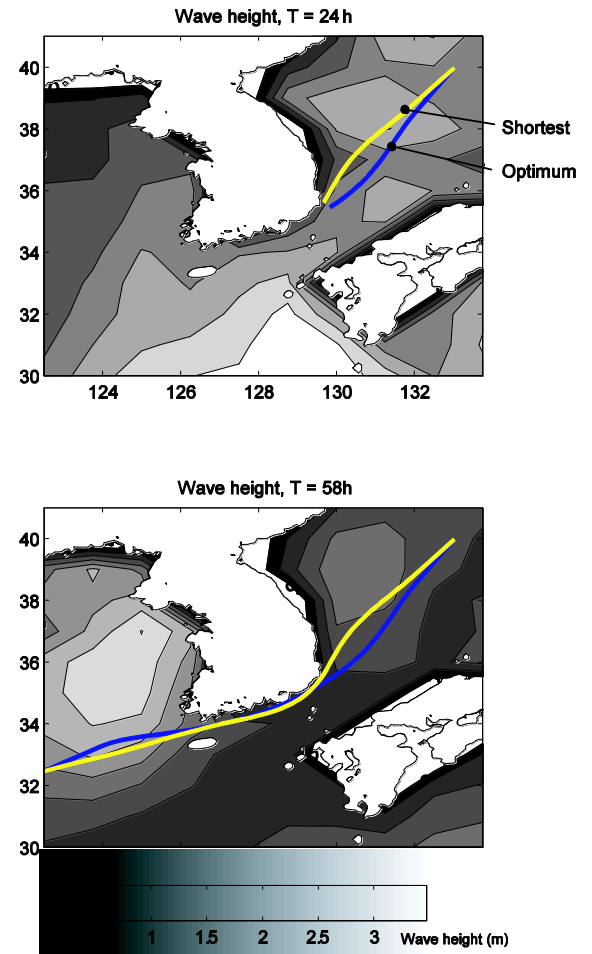 Wave height, T = 24 h
40
38
36
34
32
30
Shortest
Optimum
124 126 128 130 132
Wave height, T = 58h
40
38
36
34
32
30
1 1.5 2 2.5 3 Wave height (m)